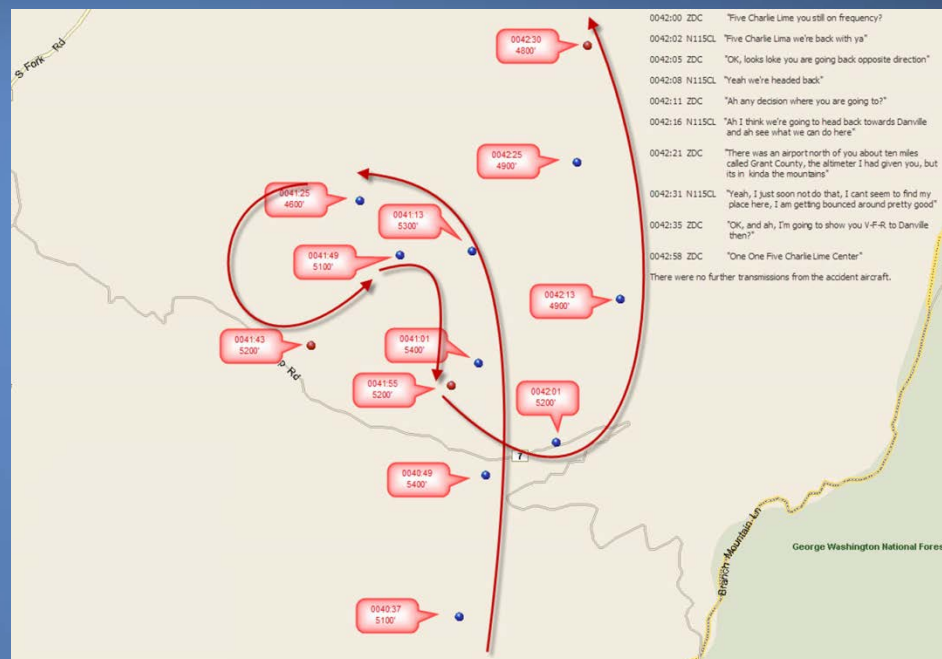 0042:00 ZDC "Five Charlie Lime you still on frequency?
0042:02 N115CL "Five Charlie Lima we're back with ya"
0042:05 ZDC "OK, looks loke you are going back opposite direction"
0042:08 N115CL "Yeah we're headed back"
0042:11 ZDC "Ah any decision where you are going to?"
0042:16 N115CL "Ah I think we're going to head back towards Danville
and ah see what we can do here"
0042:21 ZDC "There was an airport north of you about ten miles
called Grant County, the altimeter I had given you, but
its in kinda the mountains"
0042:31 N115CL "Yeah, I just soon not do that, I cant seem to find my
place here, I am getting bounced around pretty good"
0042:35 ZDC "OK, and ah, I'm going to show you V-F-R to Danville
then?"
0042:58 ZDC "One One Five Charlie Lime Center"
There were no further transmissions from the accident aircraft.
S Fork Rd
0042:30
4800'
0042:25
4900'
0041:25
4600'
0041:13
5300'
0041:49
5100'
0042:13
4900'
0041:43
5200'
0041:01
5400'
0041:55
5200'
0042:01
5200'
Rd
7
0040:49
5400'
Branch Mountain Ln
George Washington National Fores
0040:37
5100'